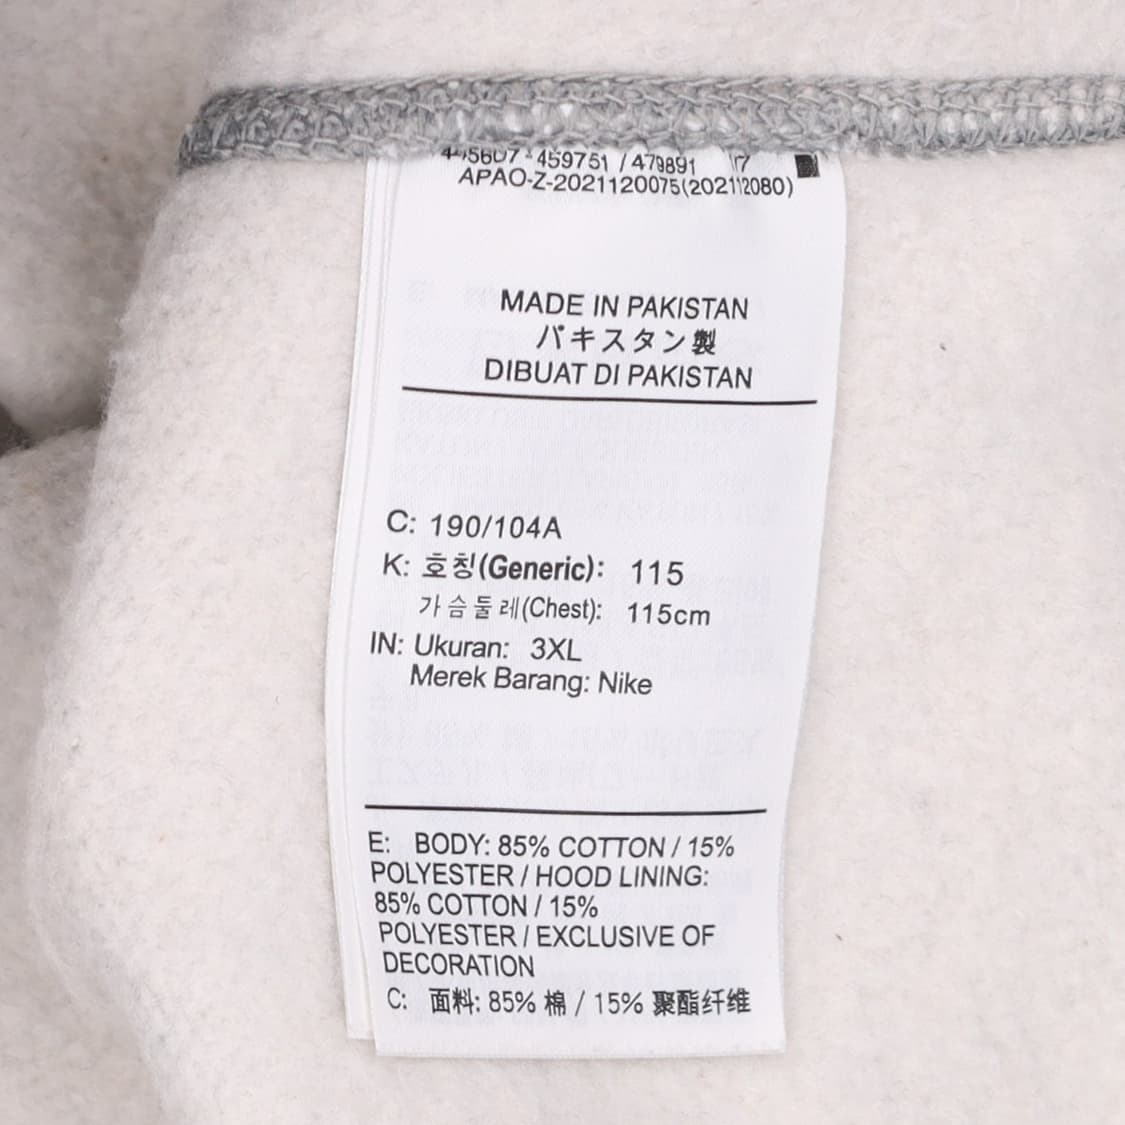 459751 / 479891
APAO-Z-2021120075(2021112080)
MADE IN PAKISTAN
パキスタン製
DIBUAT DI PAKISTAN
C: 190/104A
K: 호칭(Generic): 115
가슴둘레(Chest): 115cm
IN: Ukuran: 3XL
Merek Barang: Nike
E: BODY: 85% COTTON / 15%
POLYESTER / HOOD LINING:
85% COTTON / 15%
POLYESTER / EXCLUSIVE OF
DECORATION
C: 面料: 85% 棉 / 15% 聚酯纤维